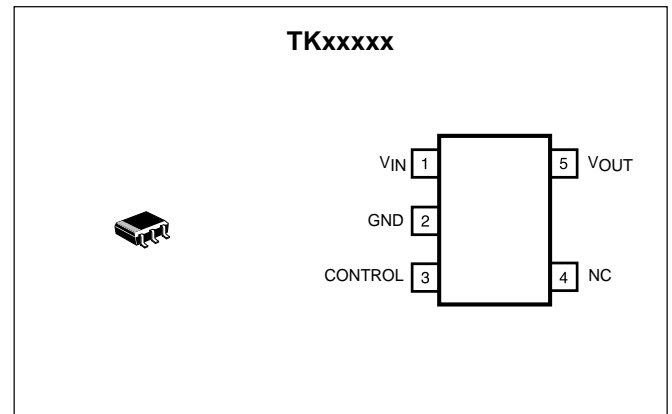 TKxxxxx
VIN 1
5 VOUT
GND 2
CONTROL 3
4 NC